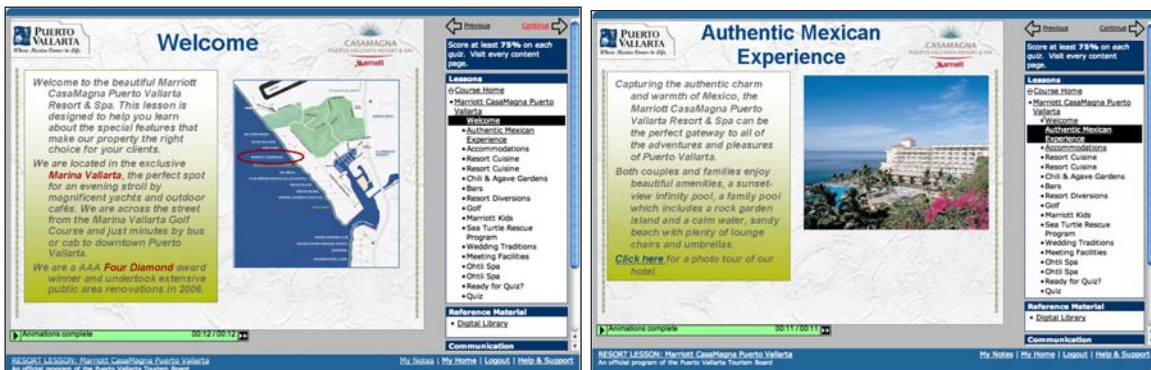 PUERTO
VALLARTA
Where Mexico Comes to Life
Welcome
CASAMAGNA
PUERTO VALLARTA RESORT & SPA
Marriott
Welcome to the beautiful Marriott
CasaMagna Puerto Vallarta
Resort & Spa. This lesson is
designed to help you learn
about the special features that
make our property the right
choice for your clients.
We are located in the exclusive
Marina Vallarta, the perfect spot
for an evening stroll by
magnificent yachts and outdoor
cafés. We are across the street
from the Marina Vallarta Golf
Course and just minutes by bus
or cab to downtown Puerto
Vallarta.
We are a AAA Four Diamond award
winner and undertook extensive
public area renovations in 2006.
Animations complete 00:12/00:12
Previous Continue
Score at least 75% on each
quiz. Visit every content
page.
Lessons
Course Home
•Marriott CasaMagna Puerto
Vallarta
Welcome
•Authentic Mexican
Experience
•Accommodations
•Resort Cuisine
•Resort Cuisine
•Chili & Agave Gardens
•Bars
•Resort Diversions
•Golf
•Marriott Kids
•Sea Turtle Rescue
Program
•Wedding Traditions
•Meeting Facilities
•Ohtli Spa
•Ohtli Spa
•Ready for Quiz?
•Quiz
Reference Material
• Digital Library
Communication
RESORT LESSON: Marriott CasaMagna Puerto Vallarta
An official program of the Puerto Vallarta Tourism Board
My Notes | My Home | Logout | Help & Support
PUERTO
VALLARTA
Where Mexico Comes to Life
Authentic Mexican
Experience
CASAMAGNA
PUERTO VALLARTA RESORT & SPA
Marriott
Capturing the authentic charm
and warmth of Mexico, the
Marriott CasaMagna Puerto
Vallarta Resort & Spa can be
the perfect gateway to all of
the adventures and pleasures
of Puerto Vallarta.
Both couples and families enjoy
beautiful amenities, a sunset-
view infinity pool, a family pool
which includes a rock garden
island and a calm water, sandy
beach with plenty of lounge
chairs and umbrellas.
Click here for a photo tour of our
hotel.
Animations complete 00:11/00:11
Previous Continue
Score at least 75% on each
quiz. Visit every content
page.
Lessons
Course Home
•Marriott CasaMagna Puerto
Vallarta
√Welcome
Authentic Mexican
Experience
•Accommodations
•Resort Cuisine
•Resort Cuisine
•Chili & Agave Gardens
•Bars
•Resort Diversions
•Golf
•Marriott Kids
•Sea Turtle Rescue
Program
•Wedding Traditions
•Meeting Facilities
•Ohtli Spa
•Ohtli Spa
•Ready for Quiz?
•Quiz
Reference Material
• Digital Library
Communication
RESORT LESSON: Marriott CasaMagna Puerto Vallarta
An official program of the Puerto Vallarta Tourism Board
My Notes | My Home | Logout | Help & Support